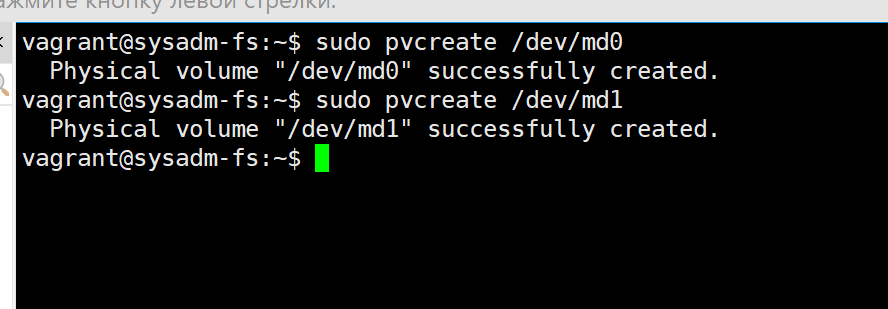 ажмите кнопку левой стрелки.
vagrant@sysadm-fs:~$ sudo pvcreate /dev/md0
  Physical volume "/dev/md0" successfully created.
vagrant@sysadm-fs:~$ sudo pvcreate /dev/md1
  Physical volume "/dev/md1" successfully created.
vagrant@sysadm-fs:~$